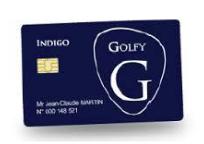 INDIGO
GOLFY
G
Mr Jean-Claude MARTIN
N° 000 148 521